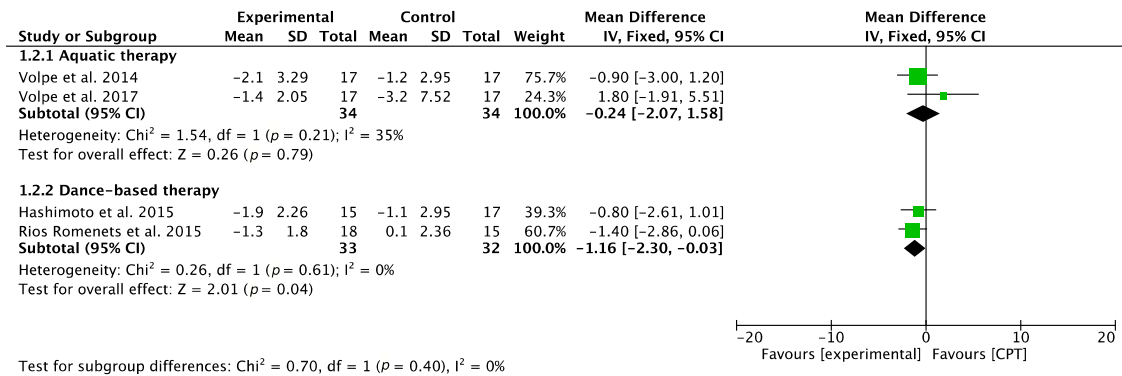 Experimental Control Mean Difference Mean Difference
Study or Subgroup Mean SD Total Mean SD Total Weight IV, Fixed, 95% CI IV, Fixed, 95% CI
1.2.1 Aquatic therapy
Volpe et al. 2014 −2.1 3.29 17 −1.2 2.95 17 75.7% −0.90 [−3.00, 1.20]
Volpe et al. 2017 −1.4 2.05 17 −3.2 7.52 17 24.3% 1.80 [−1.91, 5.51]
Subtotal (95% CI) 34 34 100.0% −0.24 [−2.07, 1.58]
Heterogeneity: Chi² = 1.54, df = 1 (p = 0.21); I² = 35%
Test for overall effect: Z = 0.26 (p = 0.79)
1.2.2 Dance−based therapy
Hashimoto et al. 2015 −1.9 2.26 15 −1.1 2.95 17 39.3% −0.80 [−2.61, 1.01]
Rios Romenets et al. 2015 −1.3 1.8 18 0.1 2.36 15 60.7% −1.40 [−2.86, 0.06]
Subtotal (95% CI) 33 32 100.0% −1.16 [−2.30, −0.03]
Heterogeneity: Chi² = 0.26, df = 1 (p = 0.61); I² = 0%
Test for overall effect: Z = 2.01 (p = 0.04)
−20 −10 0 10 20
Favours [experimental] Favours [CPT]
Test for subgroup differences: Chi² = 0.70, df = 1 (p = 0.40), I² = 0%